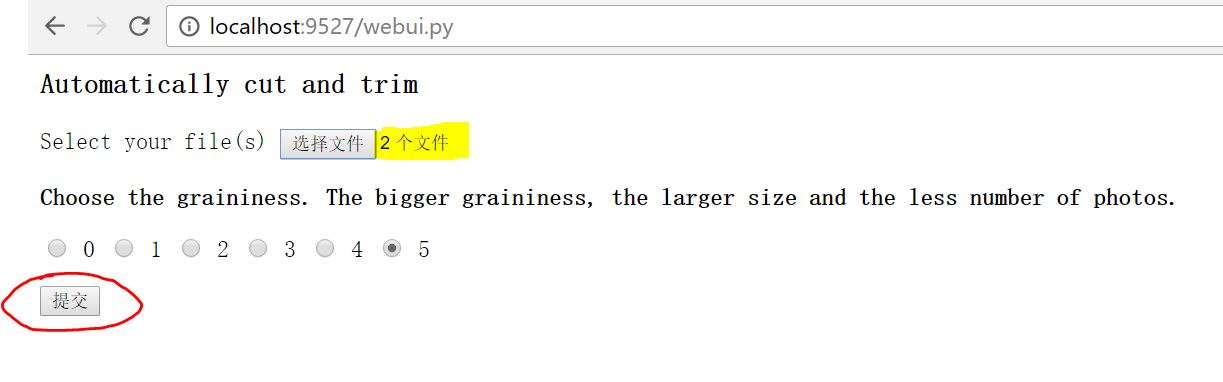 localhost:9527/webui.py
Automatically cut and trim
Select your file(s) 选择文件 2 个文件
Choose the graininess. The bigger graininess, the larger size and the less number of photos.
0 1 2 3 4 5
提交